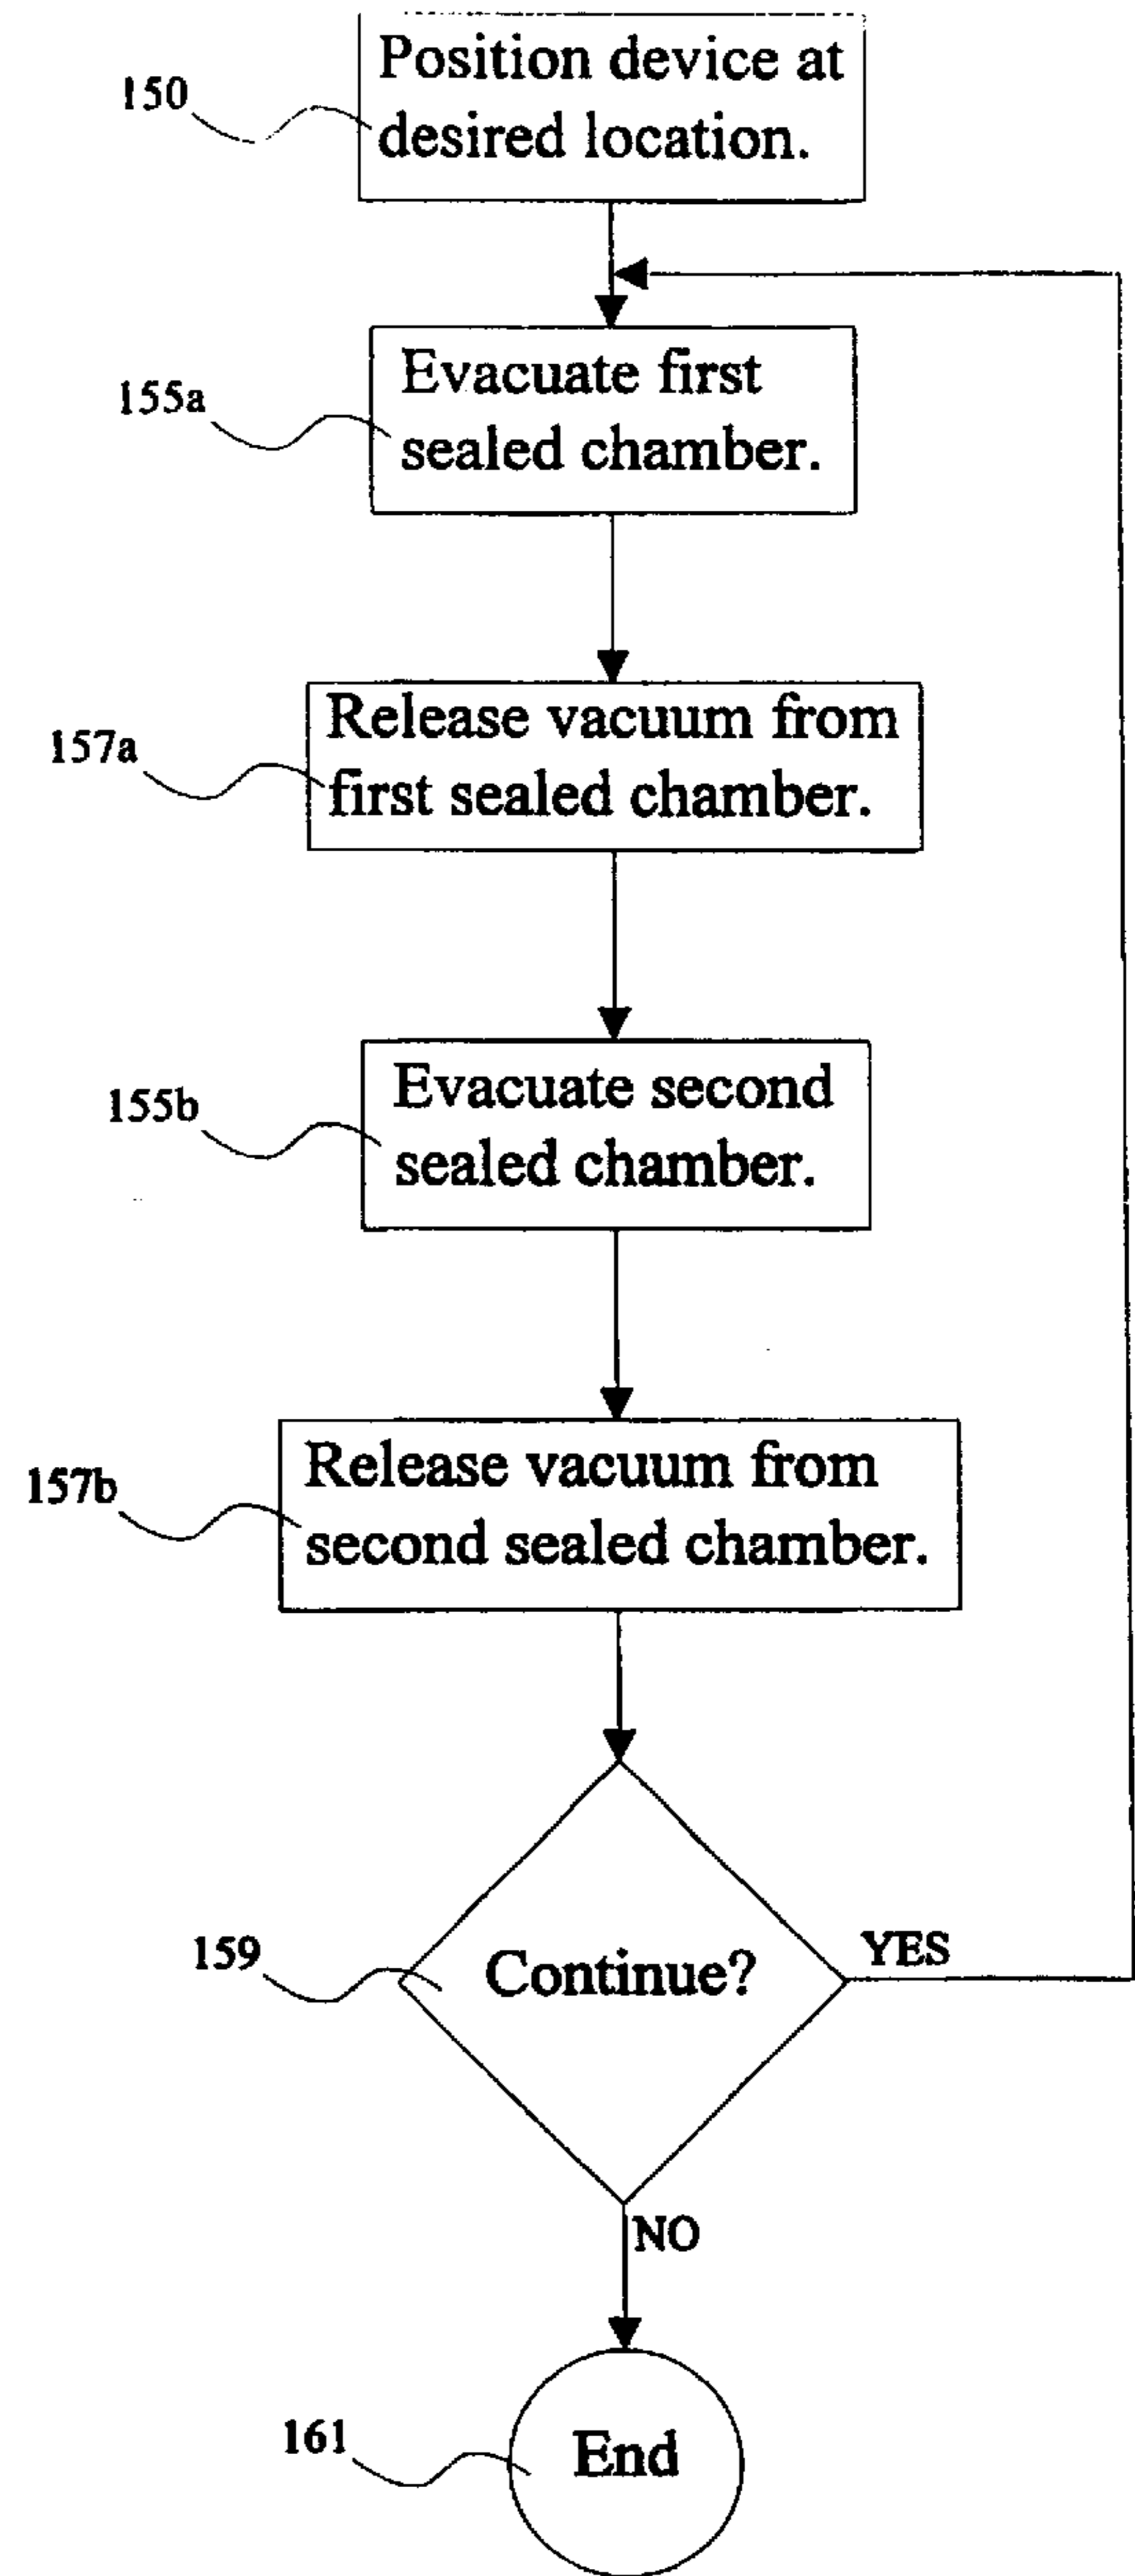 150
Position device at
desired location.
155a
Evacuate first
sealed chamber.
157a
Release vacuum from
first sealed chamber.
155b
Evacuate second
sealed chamber.
157b
Release vacuum from
second sealed chamber.
159
Continue?
YES
NO
161
End